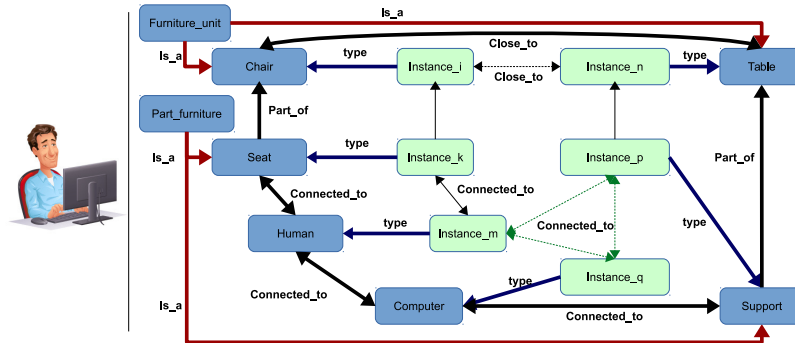 Furniture_unit
Is_a
Close_to
Is_a
Chair
type
Instance_i
Close_to
Instance_n
type
Table
Part_furniture
Part_of
Is_a
Seat
type
Instance_k
Instance_p
Part_of
Connected_to
Connected_to
Human
type
Instance_m
Connected_to
type
Connected_to
type
Instance_q
Is_a
Computer
Connected_to
Support